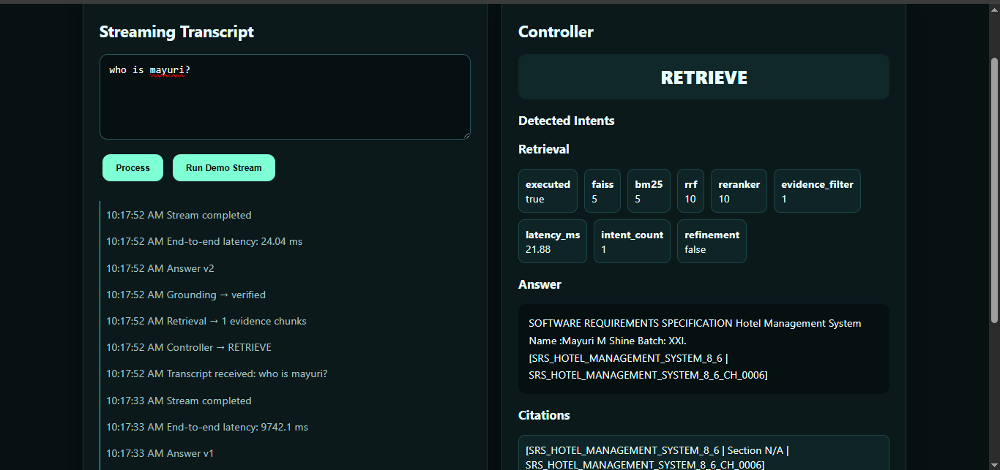 Streaming Transcript
who is mayuri?
Process
Run Demo Stream
10:17:52 AM Stream completed
10:17:52 AM End-to-end latency: 24.04 ms
10:17:52 AM Answer v2
10:17:52 AM Grounding → verified
10:17:52 AM Retrieval → 1 evidence chunks
10:17:52 AM Controller → RETRIEVE
10:17:52 AM Transcript received: who is mayuri?
10:17:33 AM Stream completed
10:17:33 AM End-to-end latency: 9742.1 ms
10:17:33 AM Answer v1
Controller
RETRIEVE
Detected Intents
Retrieval
executed
true
faiss
5
bm25
5
rrf
10
reranker
10
evidence_filter
1
latency_ms
21.88
intent_count
1
refinement
false
Answer
SOFTWARE REQUIREMENTS SPECIFICATION Hotel Management System
Name :Mayuri M Shine Batch: XXI.
[SRS_HOTEL_MANAGEMENT_SYSTEM_8_6 |
SRS_HOTEL_MANAGEMENT_SYSTEM_8_6_CH_0006]
Citations
[SRS_HOTEL_MANAGEMENT_SYSTEM_8_6 | Section N/A |
SRS_HOTEL_MANAGEMENT_SYSTEM_8_6_CH_0006]